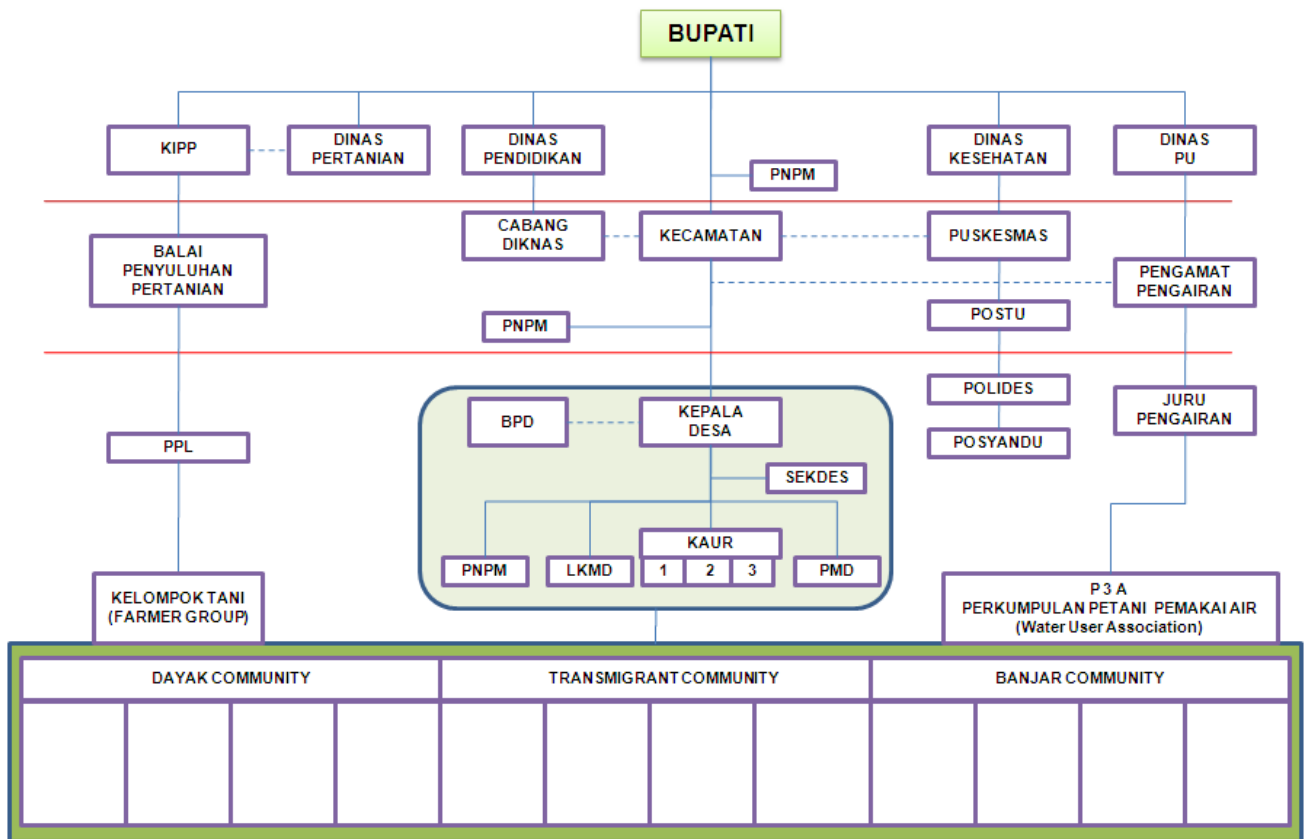 BUPATI
KIPP
DINAS
PERTANIAN
DINAS
PENDIDIKAN
DINAS
KESEHATAN
DINAS
PU
PNPM
CABANG
DIKNAS
KECAMATAN
PUSKESMAS
BALAI
PENYULUHAN
PERTANIAN
PENGAMAT
PENGAIRAN
POSTU
PNPM
POLIDES
BPD
KEPALA
DESA
JURU
PENGAIRAN
PPL
POSYANDU
SEKDES
PNPM
LKMD
KAUR
1 2 3
PMD
KELOMPOK TANI
(FARMER GROUP)
P 3 A
PERKUMPULAN PETANI PEMAKAI AIR
(Water User Association)
DAYAK COMMUNITY
TRANSMIGRANT COMMUNITY
BANJAR COMMUNITY